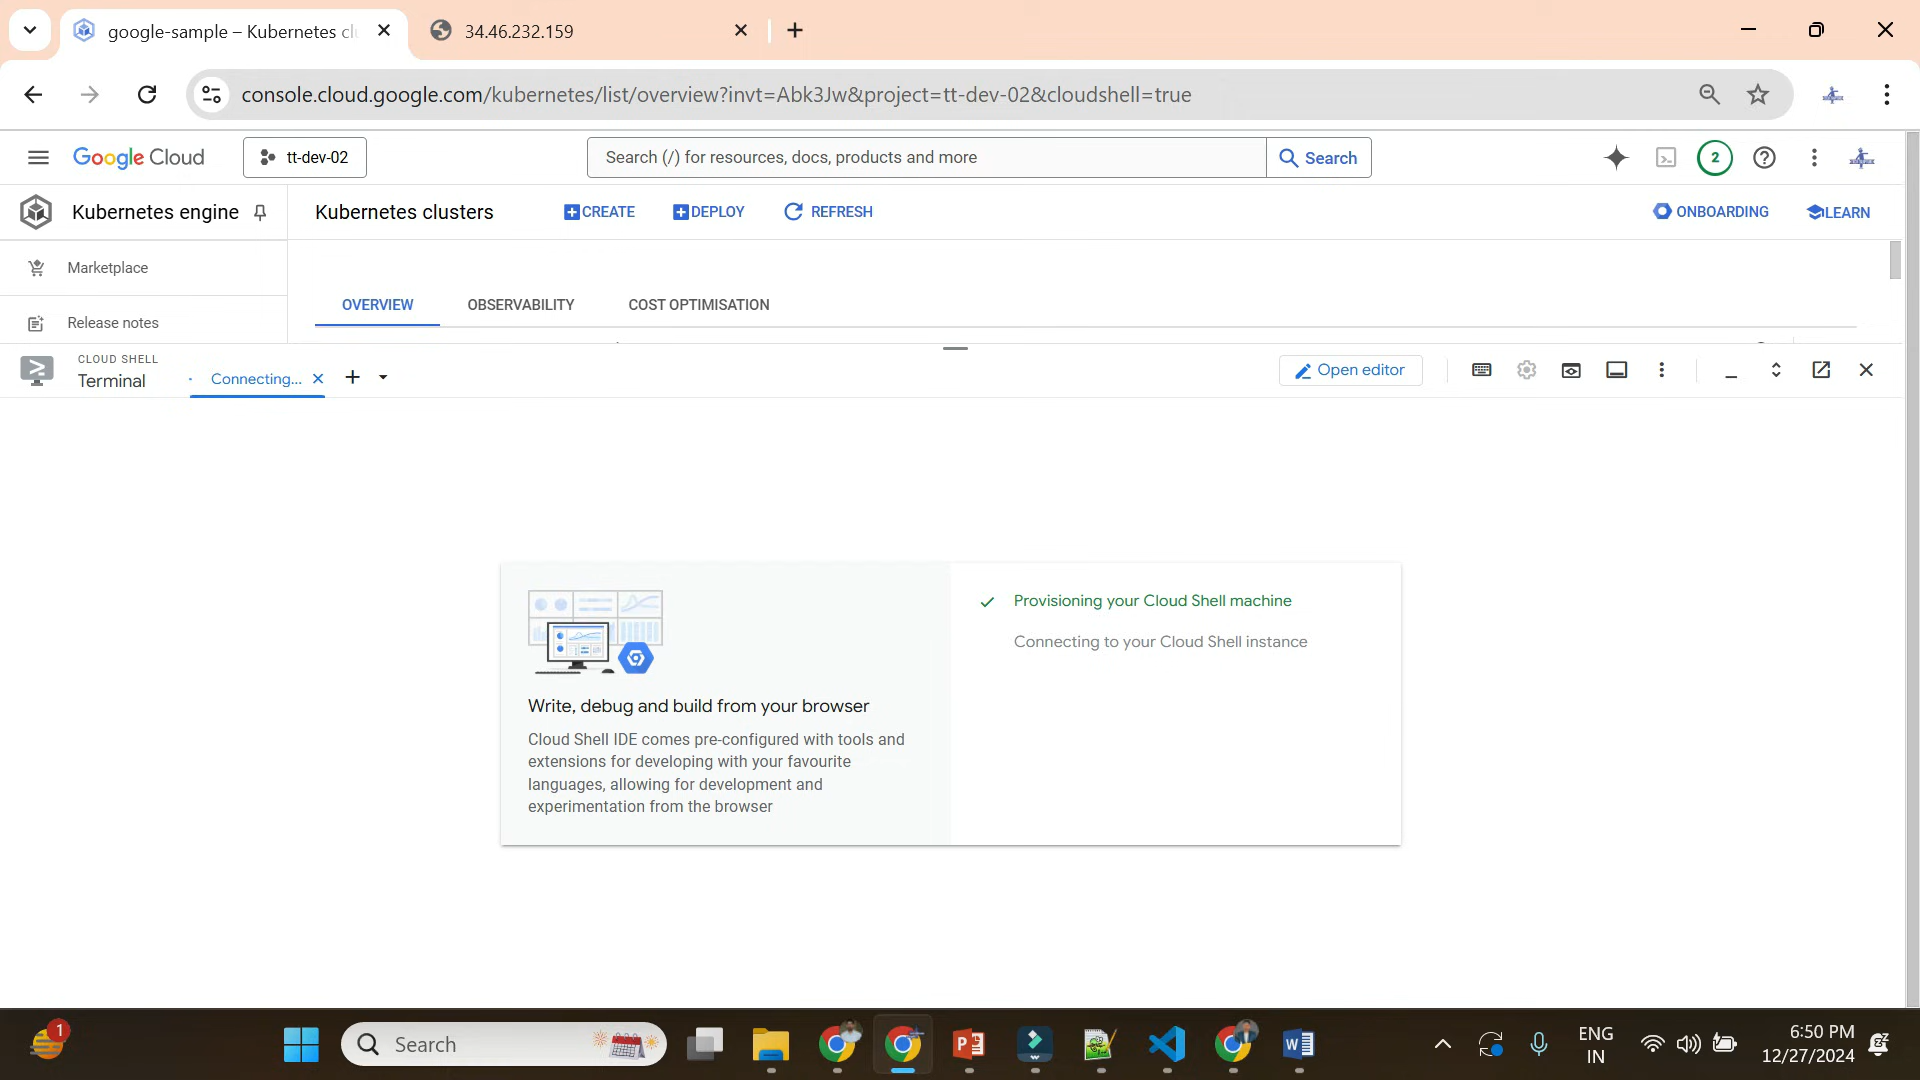 google-sample – Kubernetes cl
34.46.232.159
console.cloud.google.com/kubernetes/list/overview?invt=Abk3Jw&project=tt-dev-02&cloudshell=true
Google Cloud
tt-dev-02
Search (/) for resources, docs, products and more
Search
2
Kubernetes engine
Kubernetes clusters
CREATE
DEPLOY
REFRESH
ONBOARDING
LEARN
Marketplace
Release notes
OVERVIEW
OBSERVABILITY
COST OPTIMISATION
CLOUD SHELL
Terminal
Connecting...
Open editor
Write, debug and build from your browser
Cloud Shell IDE comes pre-configured with tools and
extensions for developing with your favourite
languages, allowing for development and
experimentation from the browser
Provisioning your Cloud Shell machine
Connecting to your Cloud Shell instance
1
Search
ENG
IN
6:50 PM
12/27/2024